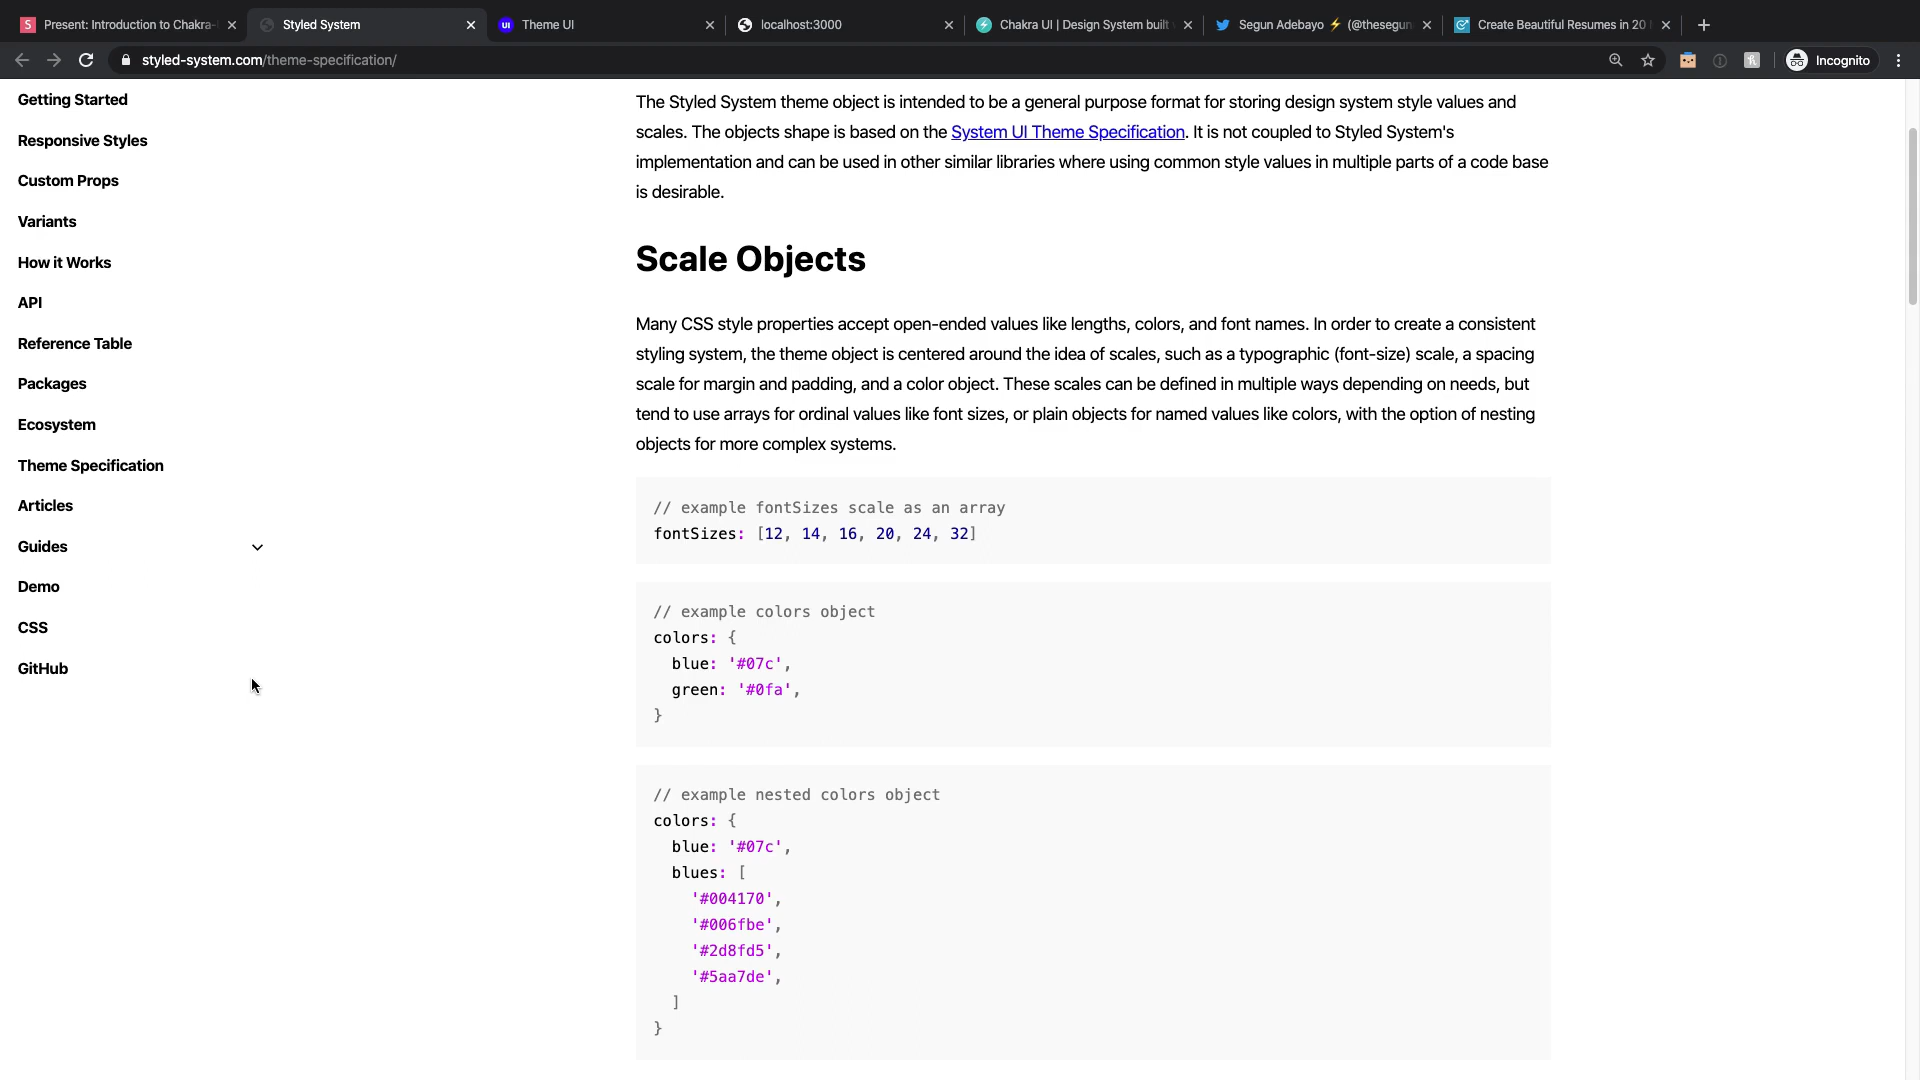 Present: Introduction to Chakra-
Styled System
UI Theme UI
localhost:3000
Chakra UI | Design System built
Segun Adebayo ⚡ (@thesegun
Create Beautiful Resumes in 20
styled-system.com/theme-specification/
Incognito
Getting Started
Responsive Styles
Custom Props
Variants
How it Works
API
Reference Table
Packages
Ecosystem
Theme Specification
Articles
Guides
Demo
CSS
GitHub
The Styled System theme object is intended to be a general purpose format for storing design system style values and
scales. The objects shape is based on the System UI Theme Specification. It is not coupled to Styled System's
implementation and can be used in other similar libraries where using common style values in multiple parts of a code base
is desirable.
Scale Objects
Many CSS style properties accept open-ended values like lengths, colors, and font names. In order to create a consistent
styling system, the theme object is centered around the idea of scales, such as a typographic (font-size) scale, a spacing
scale for margin and padding, and a color object. These scales can be defined in multiple ways depending on needs, but
tend to use arrays for ordinal values like font sizes, or plain objects for named values like colors, with the option of nesting
objects for more complex systems.
// example fontSizes scale as an array
fontSizes: [12, 14, 16, 20, 24, 32]
// example colors object
colors: {
  blue: '#07c',
  green: '#0fa',
}
// example nested colors object
colors: {
  blue: '#07c',
  blues: [
    '#004170',
    '#006fbe',
    '#2d8fd5',
    '#5aa7de',
  ]
}